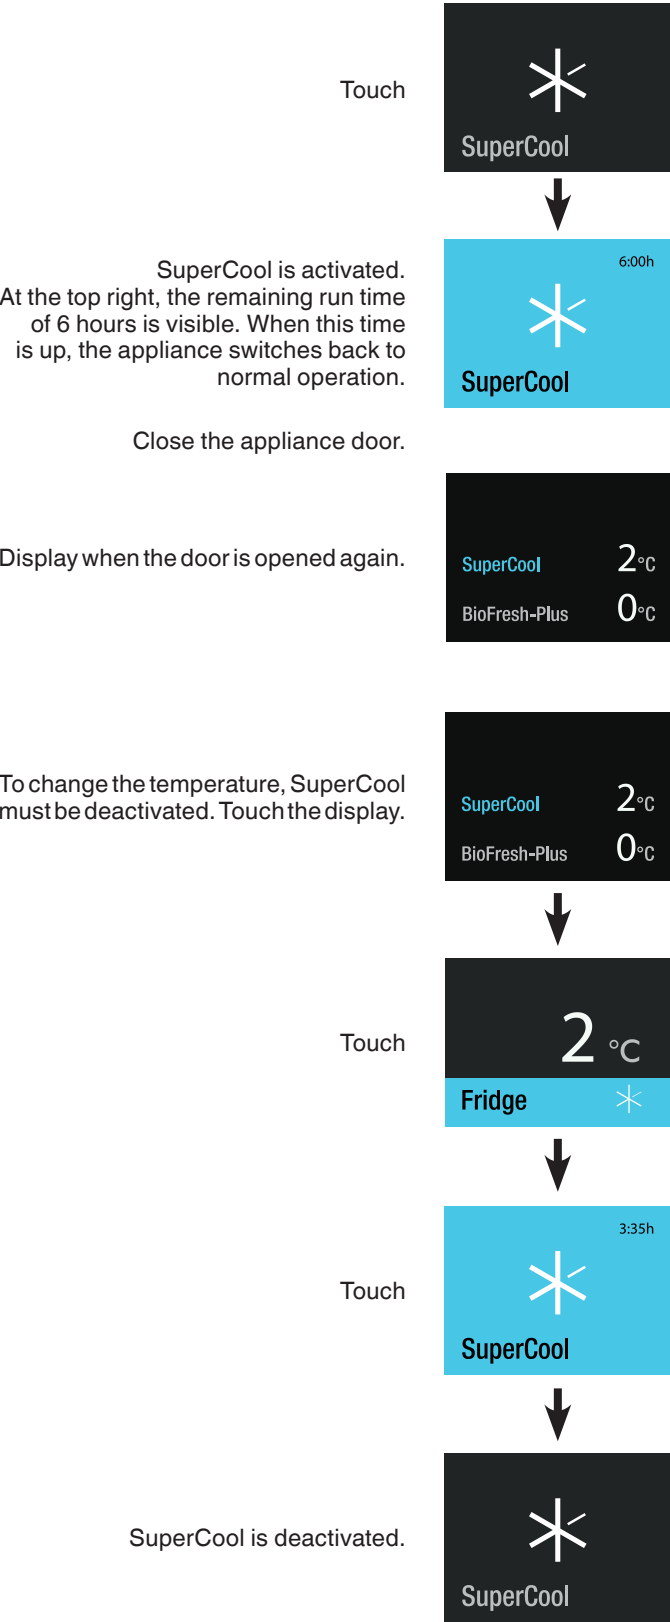 Touch
SuperCool
SuperCool is activated.
At the top right, the remaining run time
of 6 hours is visible. When this time
is up, the appliance switches back to
normal operation.
6:00h
SuperCool
Close the appliance door.
Display when the door is opened again.
SuperCool 2°C
BioFresh-Plus 0°C
To change the temperature, SuperCool
must be deactivated. Touch the display.
SuperCool 2°C
BioFresh-Plus 0°C
Touch
2 °C
Fridge
Touch
3:35h
SuperCool
SuperCool is deactivated.
SuperCool